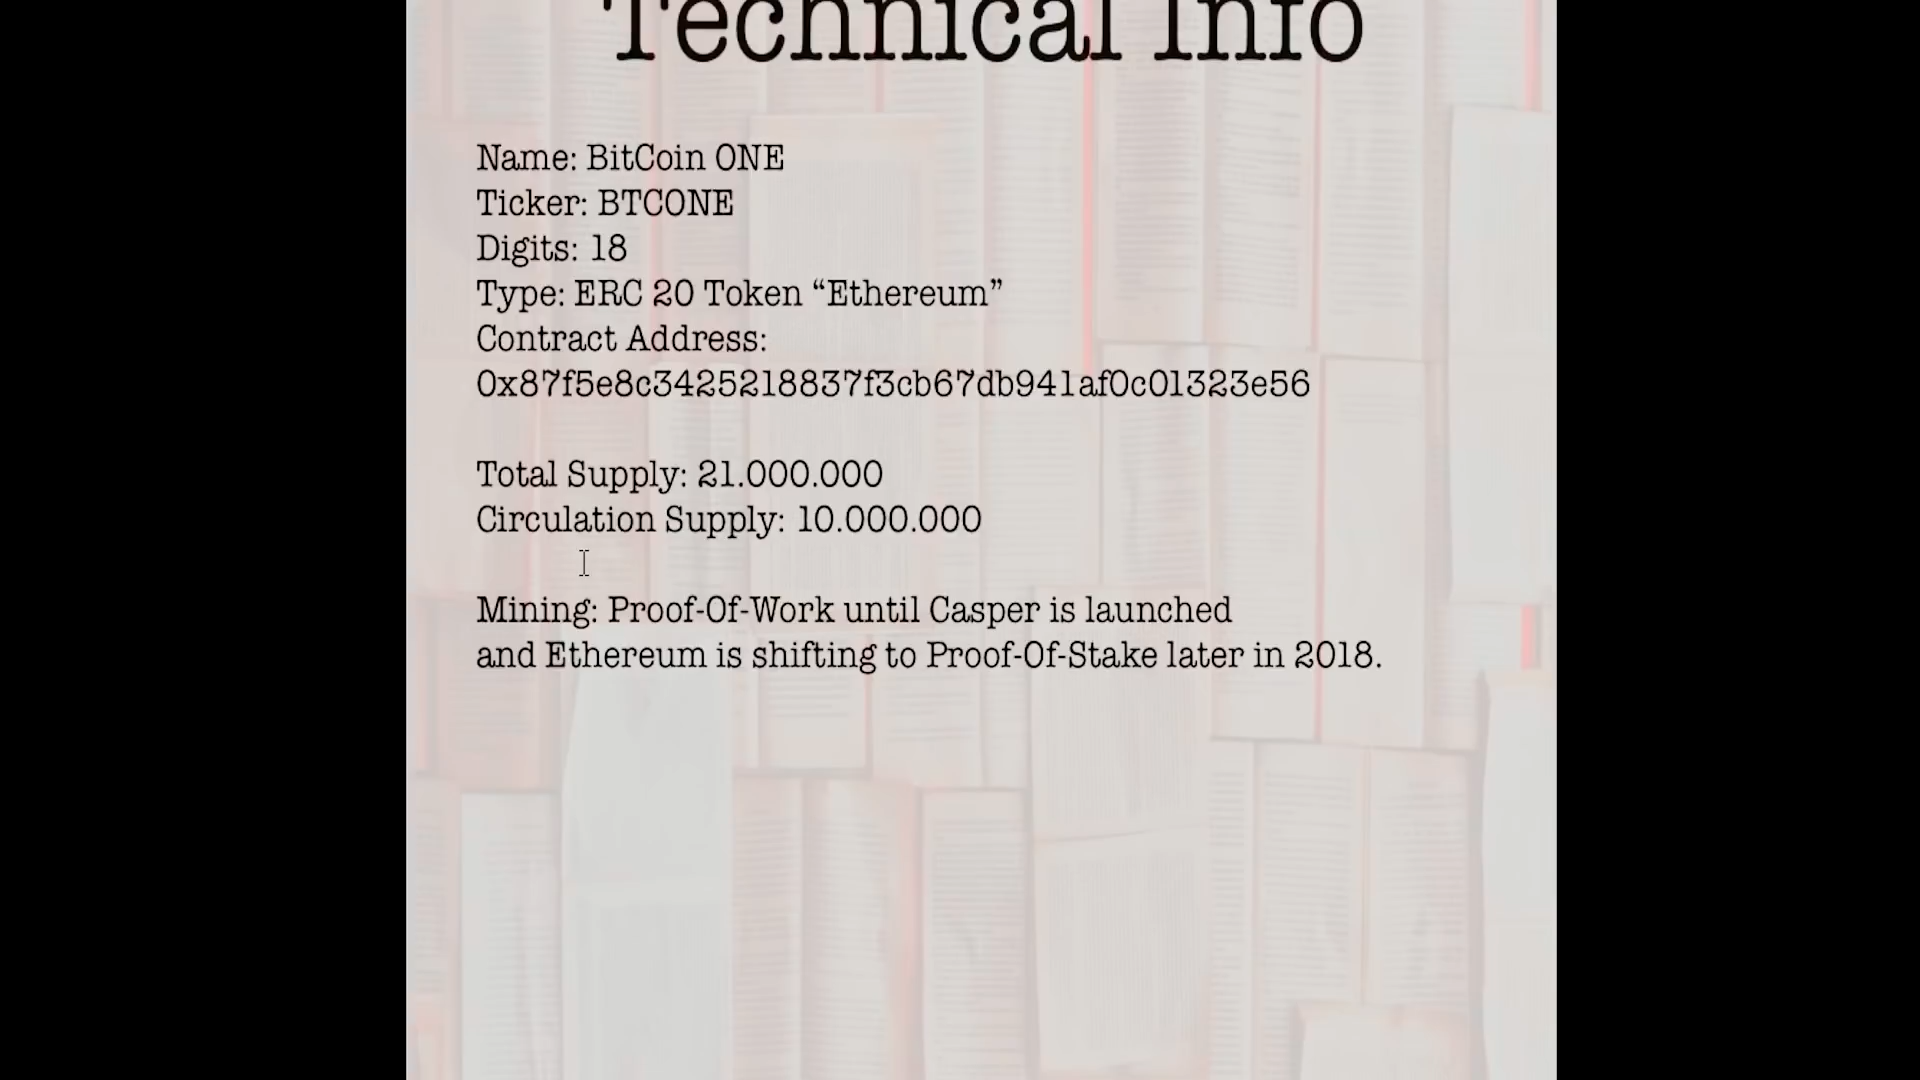 Technical Info
Name: BitCoin ONE
Ticker: BTCONE
Digits: 18
Type: ERC 20 Token “Ethereum”
Contract Address:
0x87f5e8c3425218837f3cb67db941af0c01323e56
Total Supply: 21.000.000
Circulation Supply: 10.000.000
Mining: Proof-Of-Work until Casper is launched
and Ethereum is shifting to Proof-Of-Stake later in 2018.